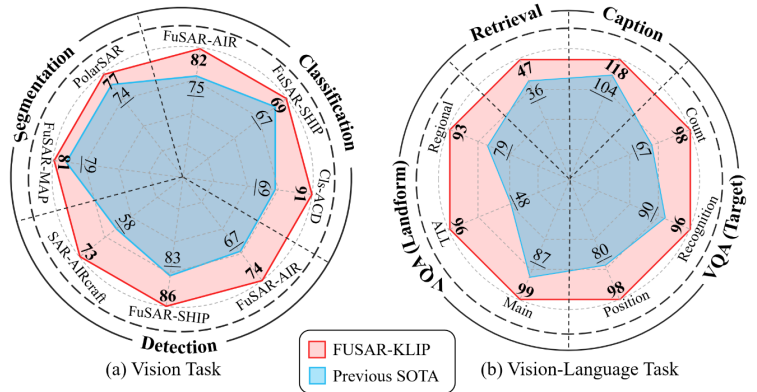 Segmentation
Classification
Detection
FuSAR-AIR
82
75
FuSAR-SHIP
69
67
Cls-ACD
91
69
FuSAR-AIR
74
67
FuSAR-SHIP
86
83
SAR-AIRcraft
73
58
FuSAR-MAP
81
79
PolarSAR
77
74
(a) Vision Task
Retrieval
Caption
VQA (Target)
VQA (Landform)
47
36
118
104
Count
98
67
Recognition
96
90
Position
98
80
Main
99
87
ALL
96
48
Regional
93
79
(b) Vision-Language Task
FUSAR-KLIP
Previous SOTA